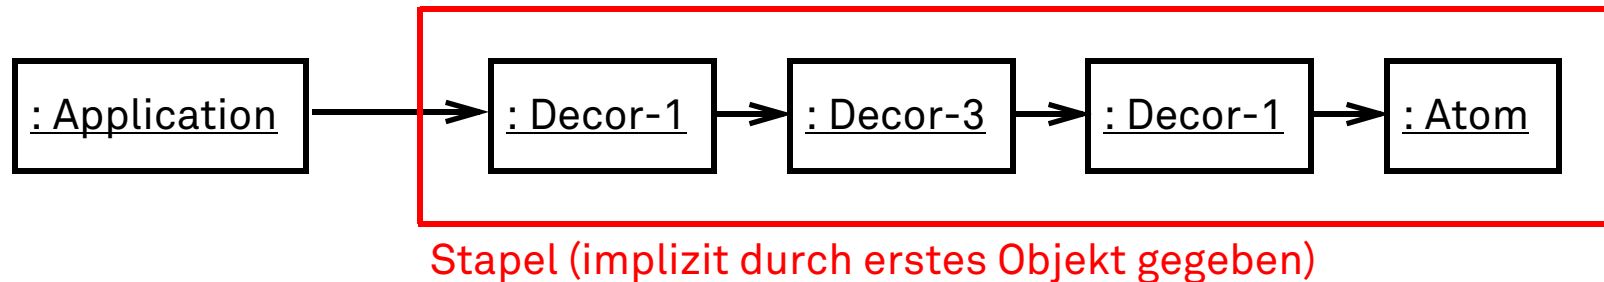 : Application : Decor-1 : Decor-3 : Decor-1 : Atom
Stapel (implizit durch erstes Objekt gegeben)